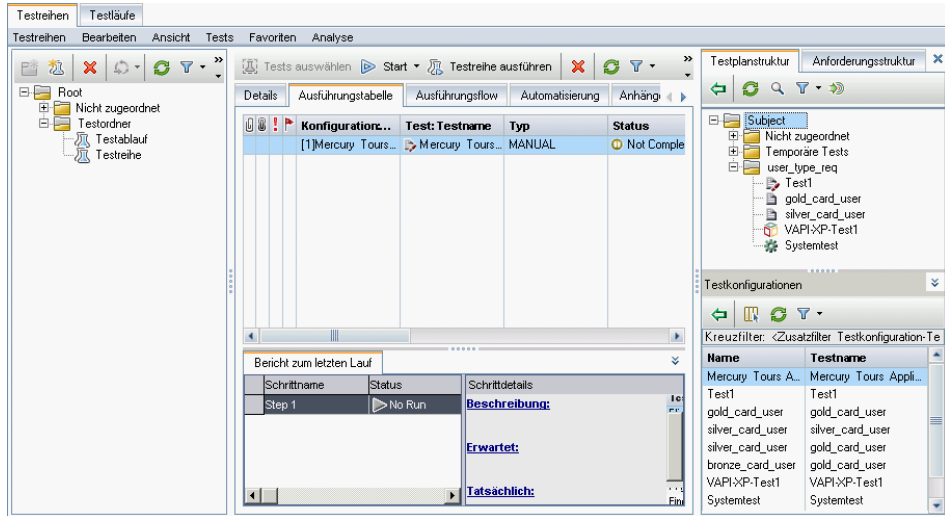 Testreihen Testläufe
Testreihen Bearbeiten Ansicht Tests Favoriten Analyse
Root
Nicht zugeordnet
Testordner
Testablauf
Testreihe
Tests auswählen Start Testreihe ausführen
Details Ausführungstabelle Ausführungsflow Automatisierung Anhäng
Konfiguration:... Test: Testname Typ Status
[1]Mercury Tours... Mercury Tours... MANUAL Not Comple
Bericht zum letzten Lauf
Schrittname Status Schrittdetails
Step 1 No Run
Beschreibung:
Erwartet:
Tatsächlich:
Testplanstruktur Anforderungsstruktur
Subject
Nicht zugeordnet
Temporäre Tests
user_type_req
Test1
gold_card_user
silver_card_user
VAPI-XP-Test1
Systemtest
Testkonfigurationen
Kreuzfilter: <Zusatzfilter Testkonfiguration-Te
Name Testname
Mercury Tours A... Mercury Tours Appli...
Test1 Test1
gold_card_user gold_card_user
silver_card_user silver_card_user
silver_card_user gold_card_user
bronze_card_user gold_card_user
VAPI-XP-Test1 VAPI-XP-Test1
Systemtest Systemtest